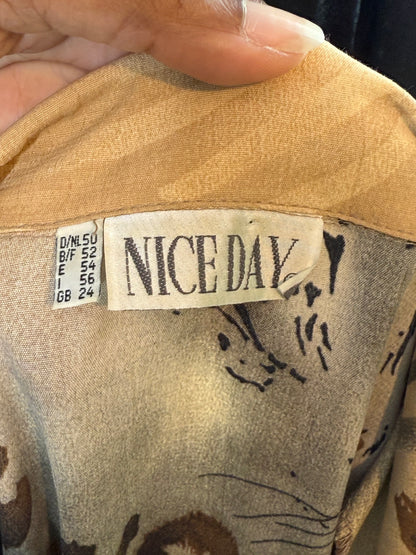 D/NL 50
B/F 52
E 54
I 56
GB 24
NICE DAY